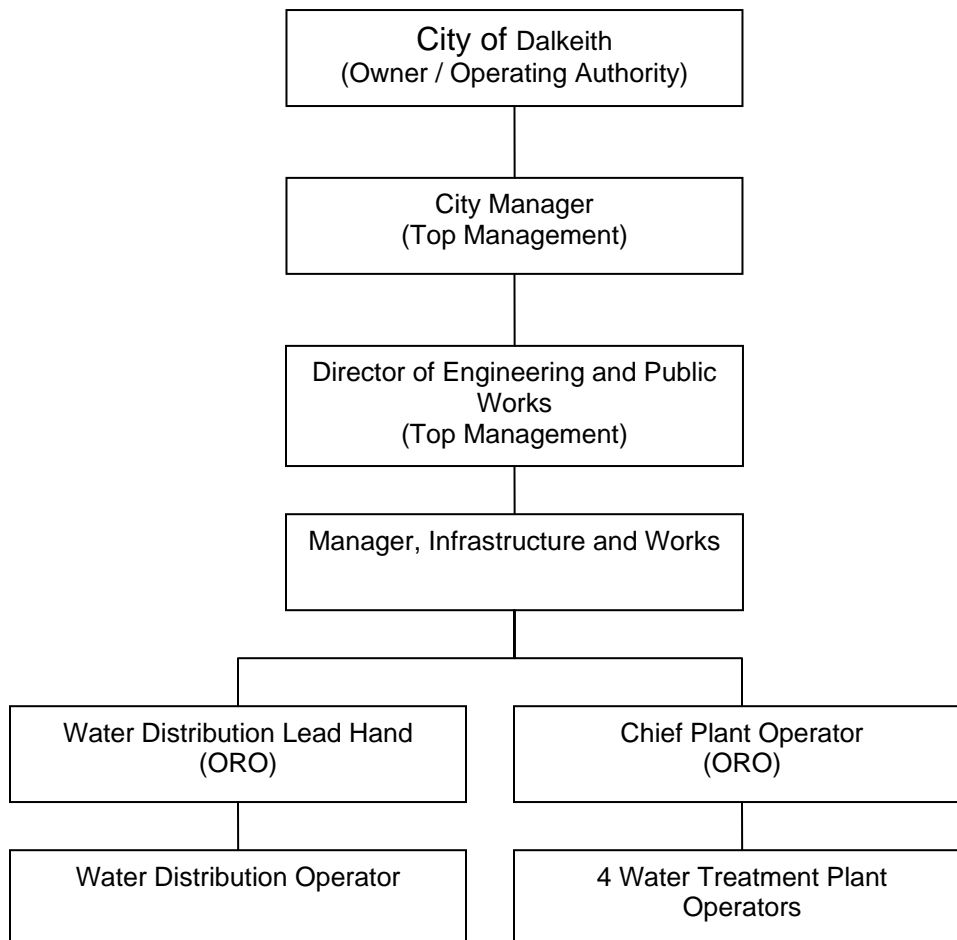 City of Dalkeith
(Owner / Operating Authority)
City Manager
(Top Management)
Director of Engineering and Public
Works
(Top Management)
Manager, Infrastructure and Works
Water Distribution Lead Hand
(ORO)
Chief Plant Operator
(ORO)
Water Distribution Operator
4 Water Treatment Plant
Operators